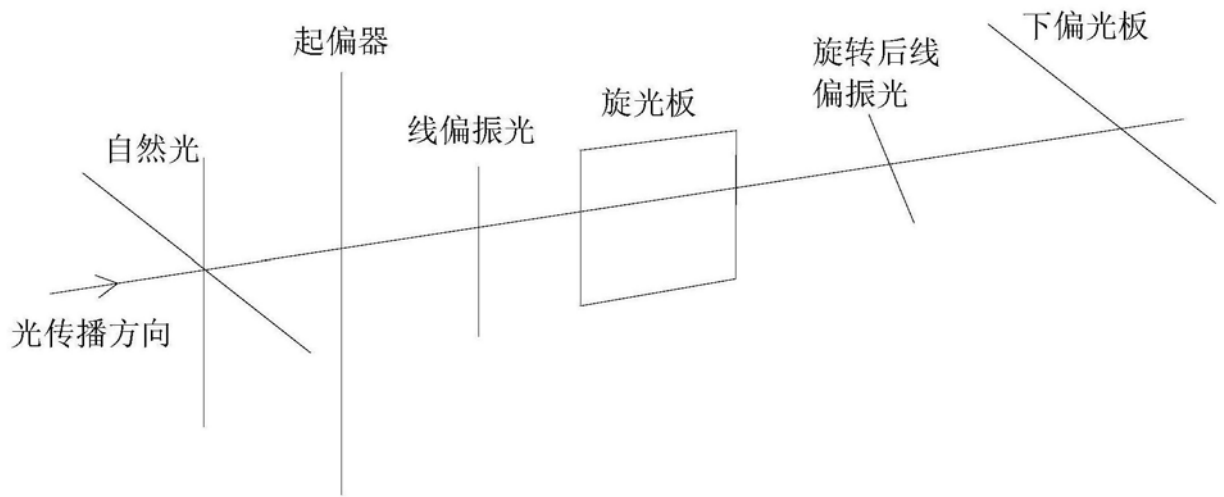 自然光
起偏器
线偏振光
旋光板
旋转后线
偏振光
下偏光板
光传播方向